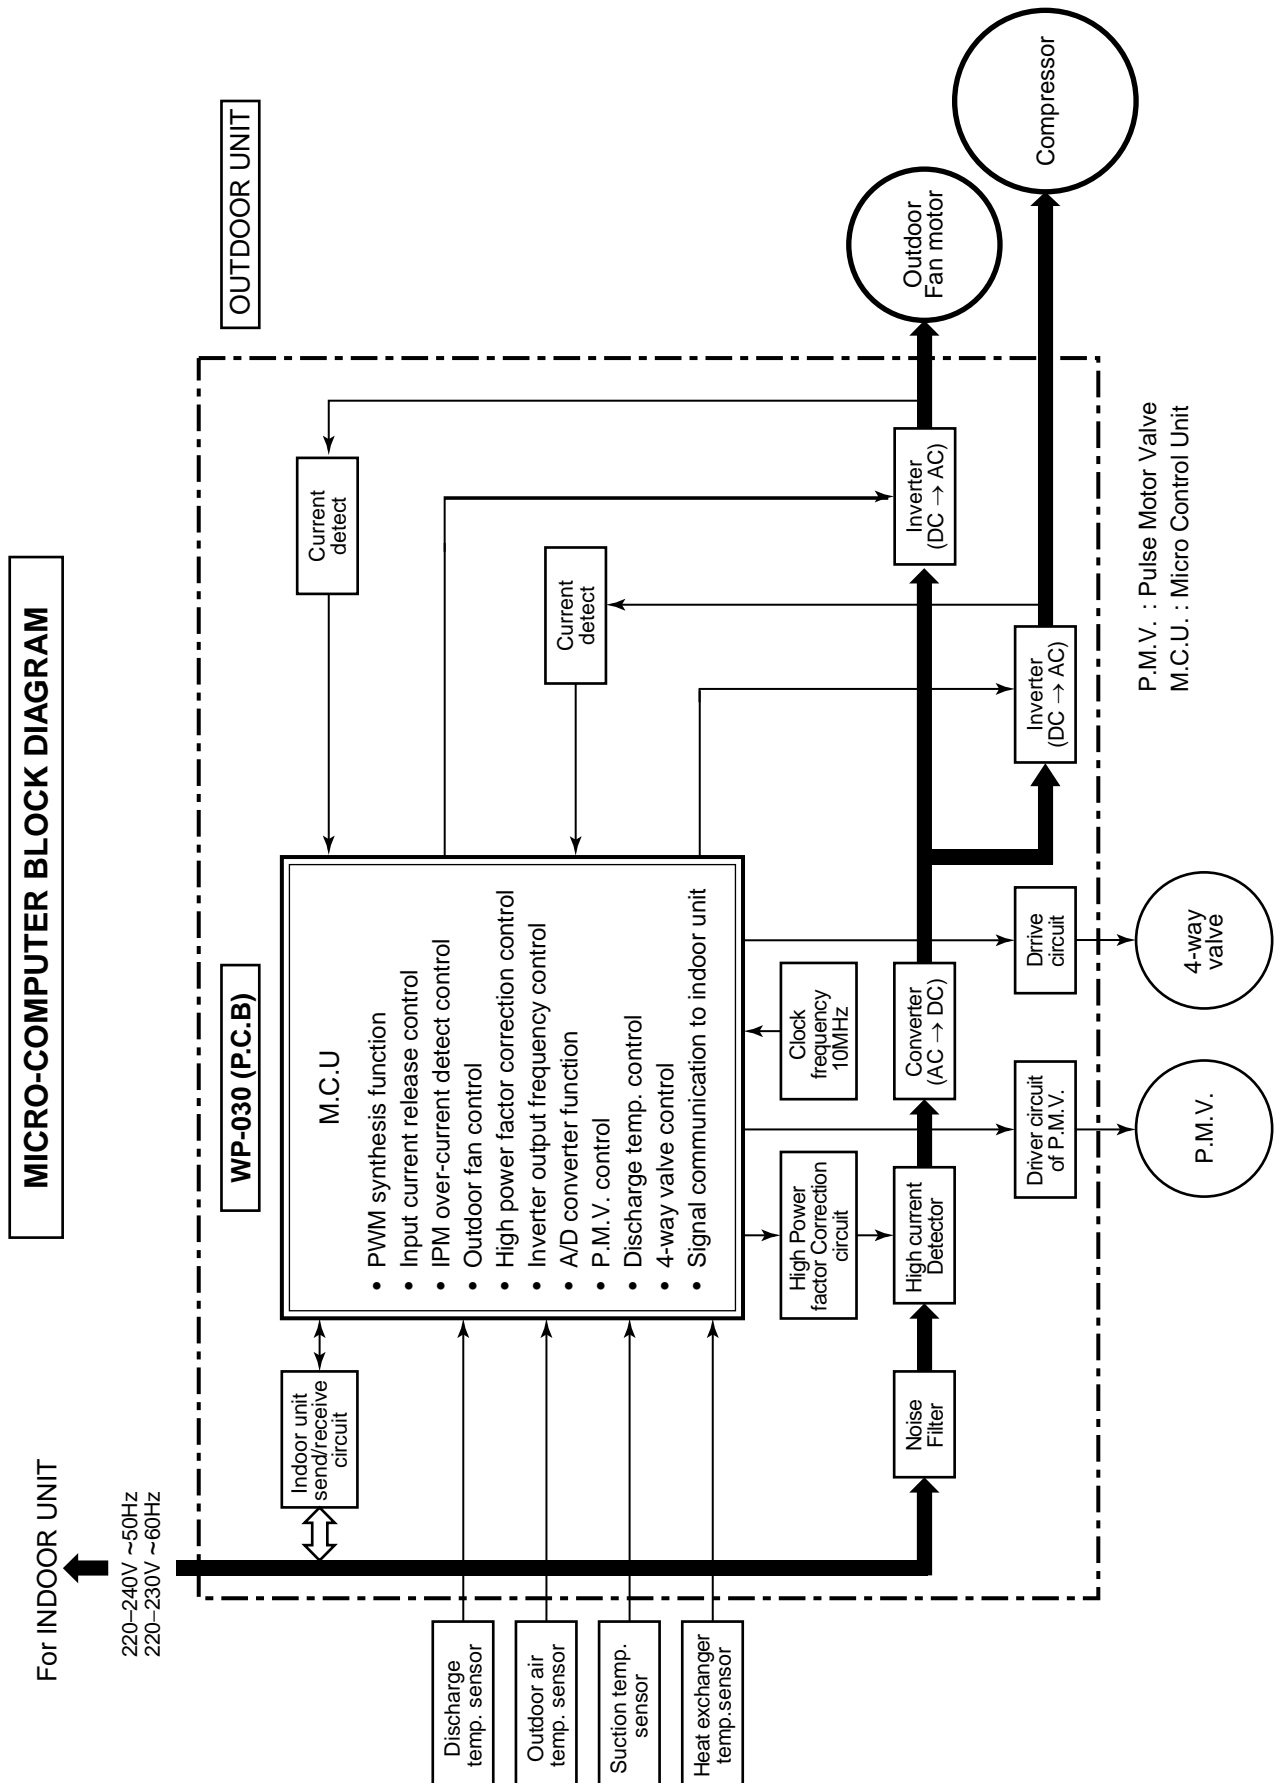 MICRO-COMPUTER BLOCK DIAGRAM
For INDOOR UNIT
220–240V ~50Hz
220–230V ~60Hz
WP-030 (P.C.B)
OUTDOOR UNIT
Indoor unit
send/receive
circuit
M.C.U
• PWM synthesis function
• Input current release control
• IPM over-current detect control
• Outdoor fan control
• High power factor correction control
• Inverter output frequency control
• A/D converter function
• P.M.V. control
• Discharge temp. control
• 4-way valve control
• Signal communication to indoor unit
Current
detect
Current
detect
Discharge
temp. sensor
Outdoor air
temp. sensor
Suction temp.
sensor
Heat exchanger
temp.sensor
High Power
factor Correction
circuit
Clock
frequency
10MHz
Noise
Filter
High current
Detector
Converter
(AC → DC)
Inverter
(DC → AC)
Outdoor
Fan motor
Driver circuit
of P.M.V.
Drrive
circuit
Inverter
(DC → AC)
Compressor
P.M.V.
4-way
valve
P.M.V. : Pulse Motor Valve
M.C.U. : Micro Control Unit